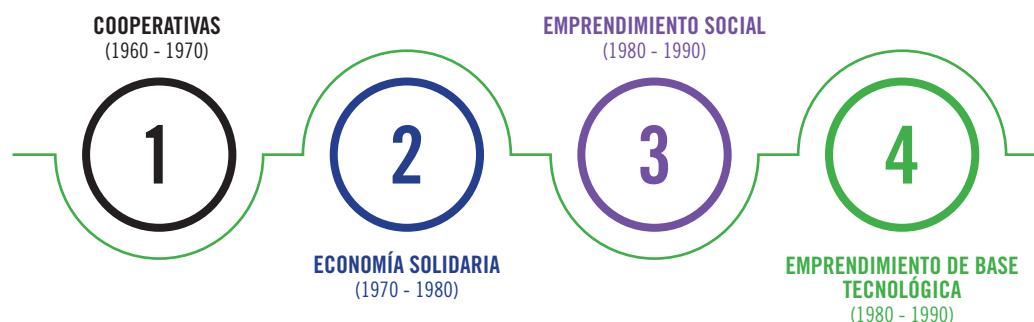 COOPERATIVAS
(1960 - 1970)
1
2
ECONOMÍA SOLIDARIA
(1970 - 1980)
EMPRENDIMIENTO SOCIAL
(1980 - 1990)
3
4
EMPRENDIMIENTO DE BASE
TECNOLÓGICA
(1980 - 1990)